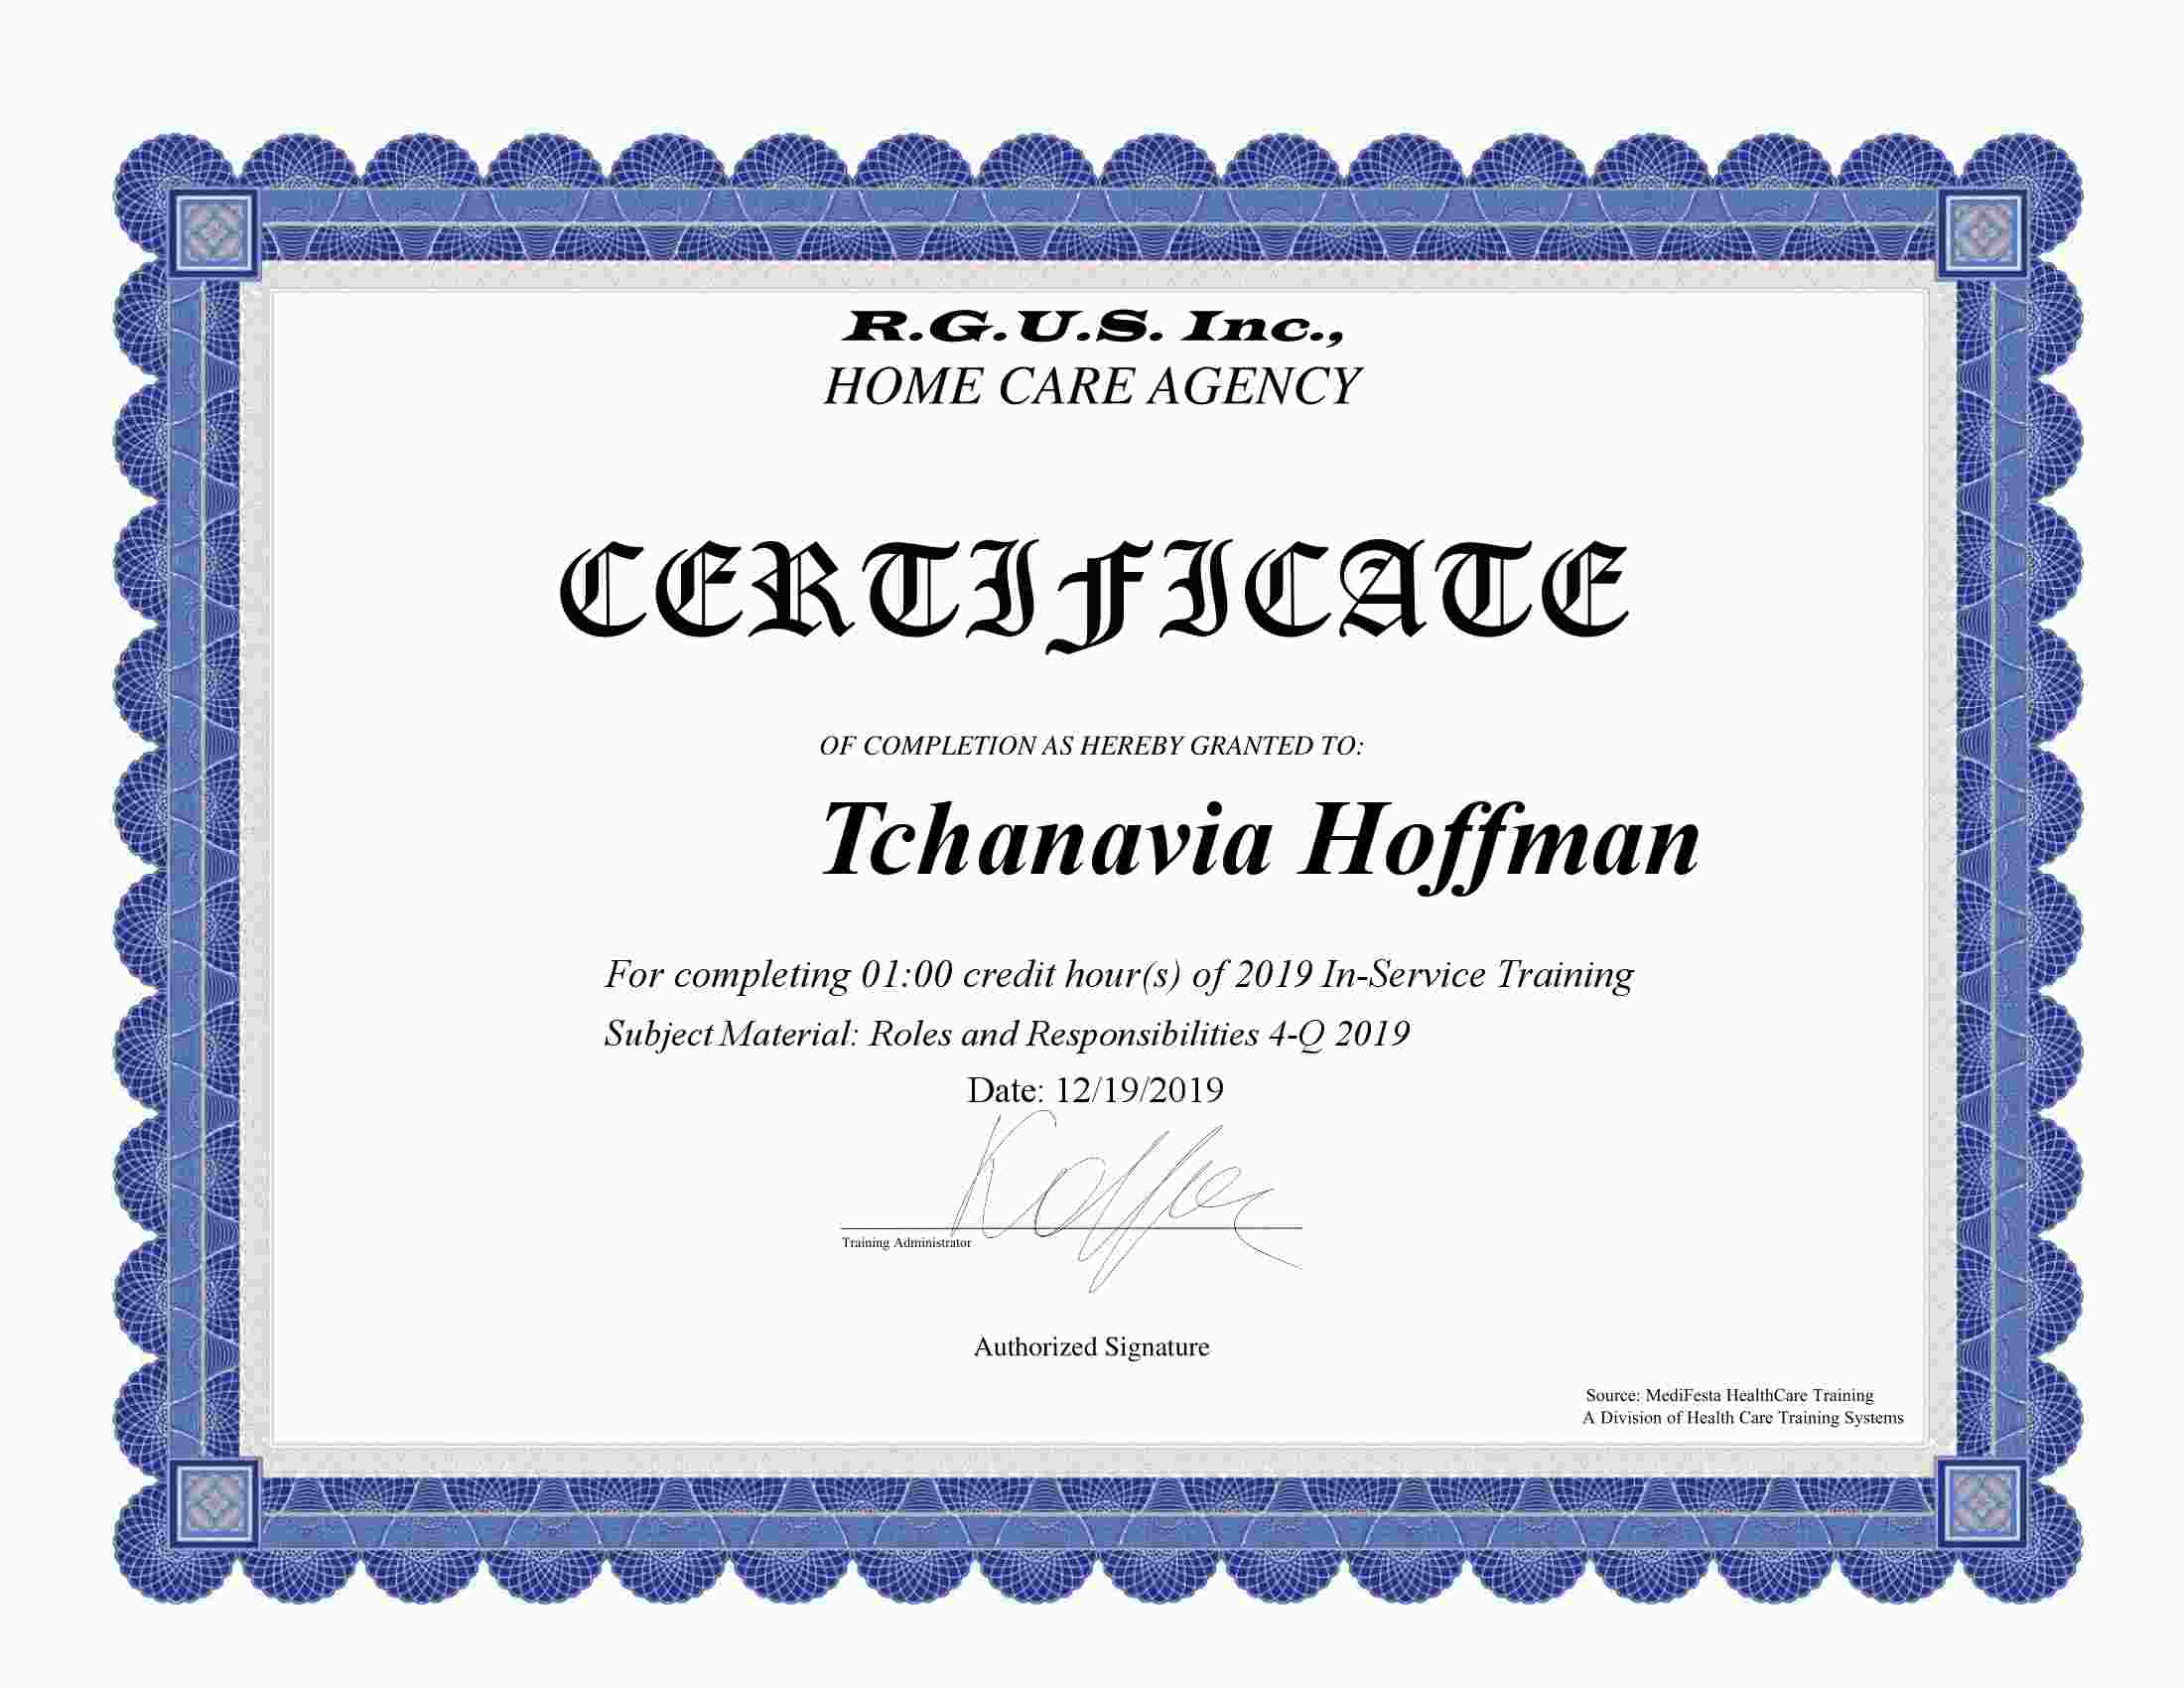 R.G.U.S. Inc.,
HOME CARE AGENCY
CERTIFICATE
OF COMPLETION AS HEREBY GRANTED TO:
Tchanavia Hoffman
For completing 01:00 credit hour(s) of 2019 In-Service Training
Subject Material: Roles and Responsibilities 4-Q 2019
Date: 12/19/2019
Training Administrator
Authorized Signature
Source: MediFesta HealthCare Training
A Division of Health Care Training Systems